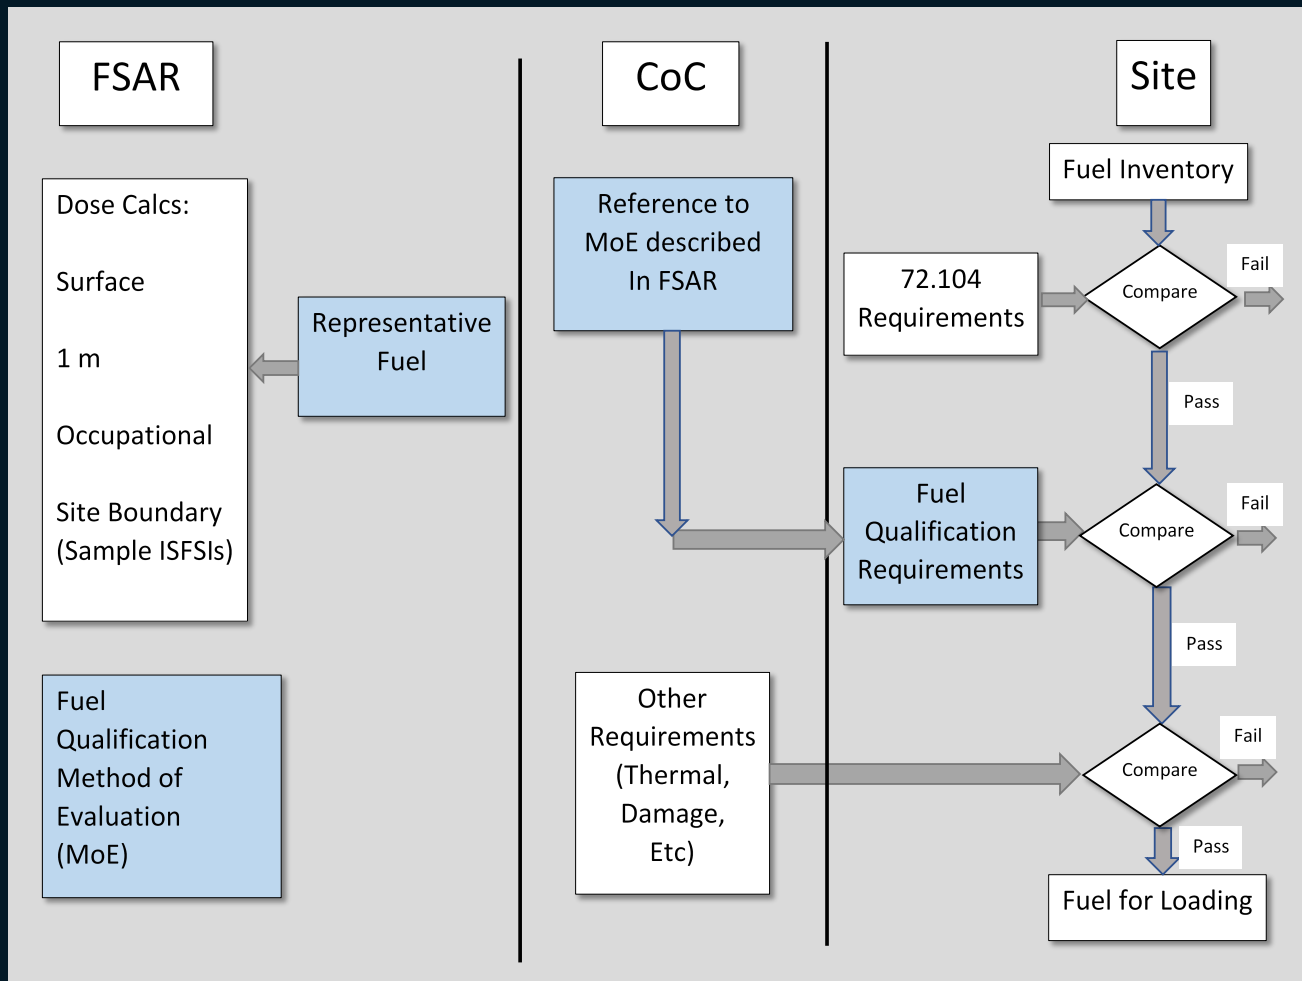 FSAR
Dose Calcs:
Surface
1 m
Occupational
Site Boundary
(Sample ISFSIs)
Representative
Fuel
Fuel
Qualification
Method of
Evaluation
(MoE)
CoC
Reference to
MoE described
In FSAR
Other
Requirements
(Thermal,
Damage,
Etc)
Site
Fuel Inventory
72.104
Requirements
Compare
Fail
Pass
Fuel
Qualification
Requirements
Compare
Fail
Pass
Compare
Fail
Pass
Fuel for Loading